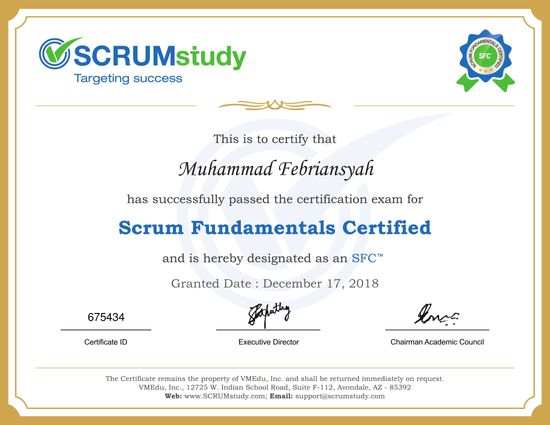 SCRUMstudy
Targeting success
SCRUM FUNDAMENTALS CERTIFIED
SFC™
This is to certify that
Muhammad Febriansyah
has successfully passed the certification exam for
Scrum Fundamentals Certified
and is hereby designated as an SFC™
Granted Date : December 17, 2018
675434
Certificate ID
Executive Director
Chairman Academic Council
The Certificate remains the property of VMEdu, Inc. and shall be returned immediately on request.
VMEdu, Inc., 12725 W. Indian School Road, Suite F-112, Avondale, AZ - 85392
Web: www.SCRUMstudy.com; Email: support@scrumstudy.com